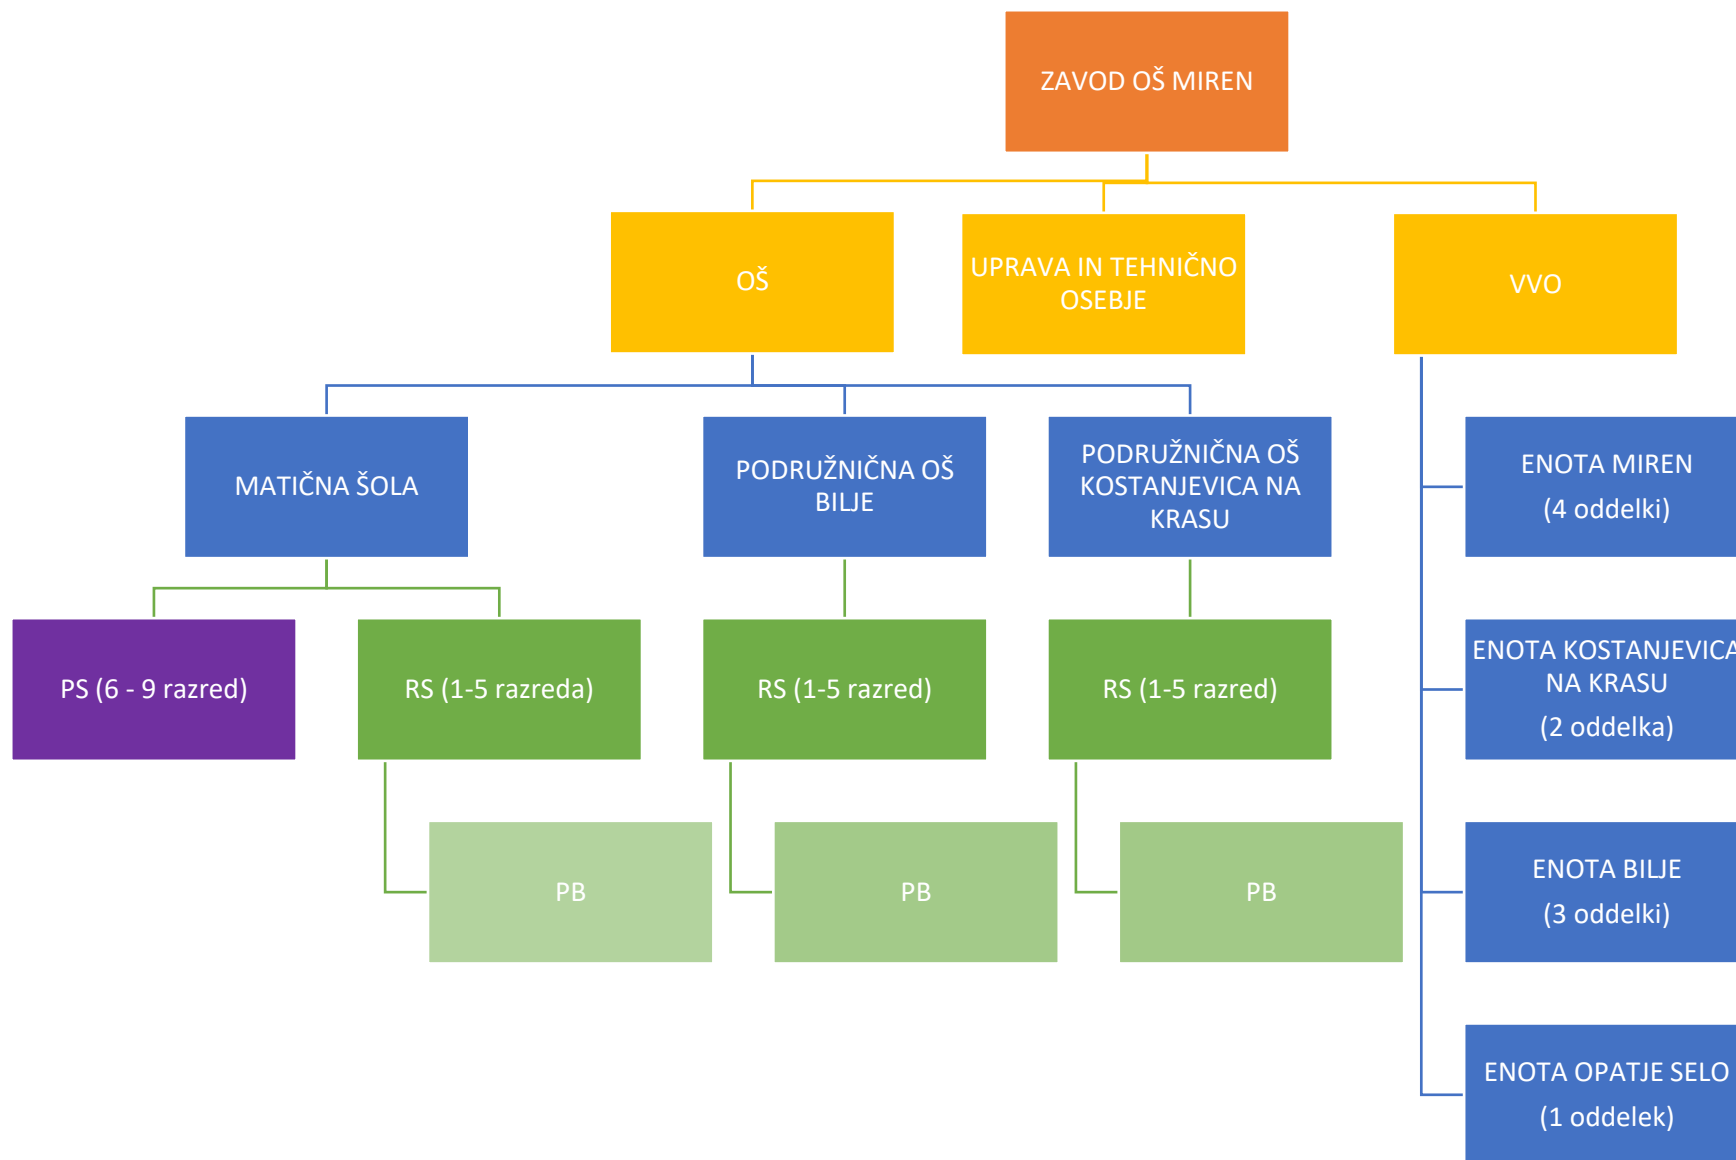 ZAVOD OŠ MIREN
OŠ
UPRAVA IN TEHNIČNO
OSEBJE
VVO
MATIČNA ŠOLA
PODRUŽNIČNA OŠ
BILJE
PODRUŽNIČNA OŠ
KOSTANJEVICA NA
KRASU
ENOTA MIREN
(4 oddelki)
PS (6 - 9 razred)
RS (1-5 razreda)
RS (1-5 razred)
RS (1-5 razred)
ENOTA KOSTANJEVICA
NA KRASU
(2 oddelka)
PB
PB
PB
ENOTA BILJE
(3 oddelki)
ENOTA OPATJE SELO
(1 oddelek)